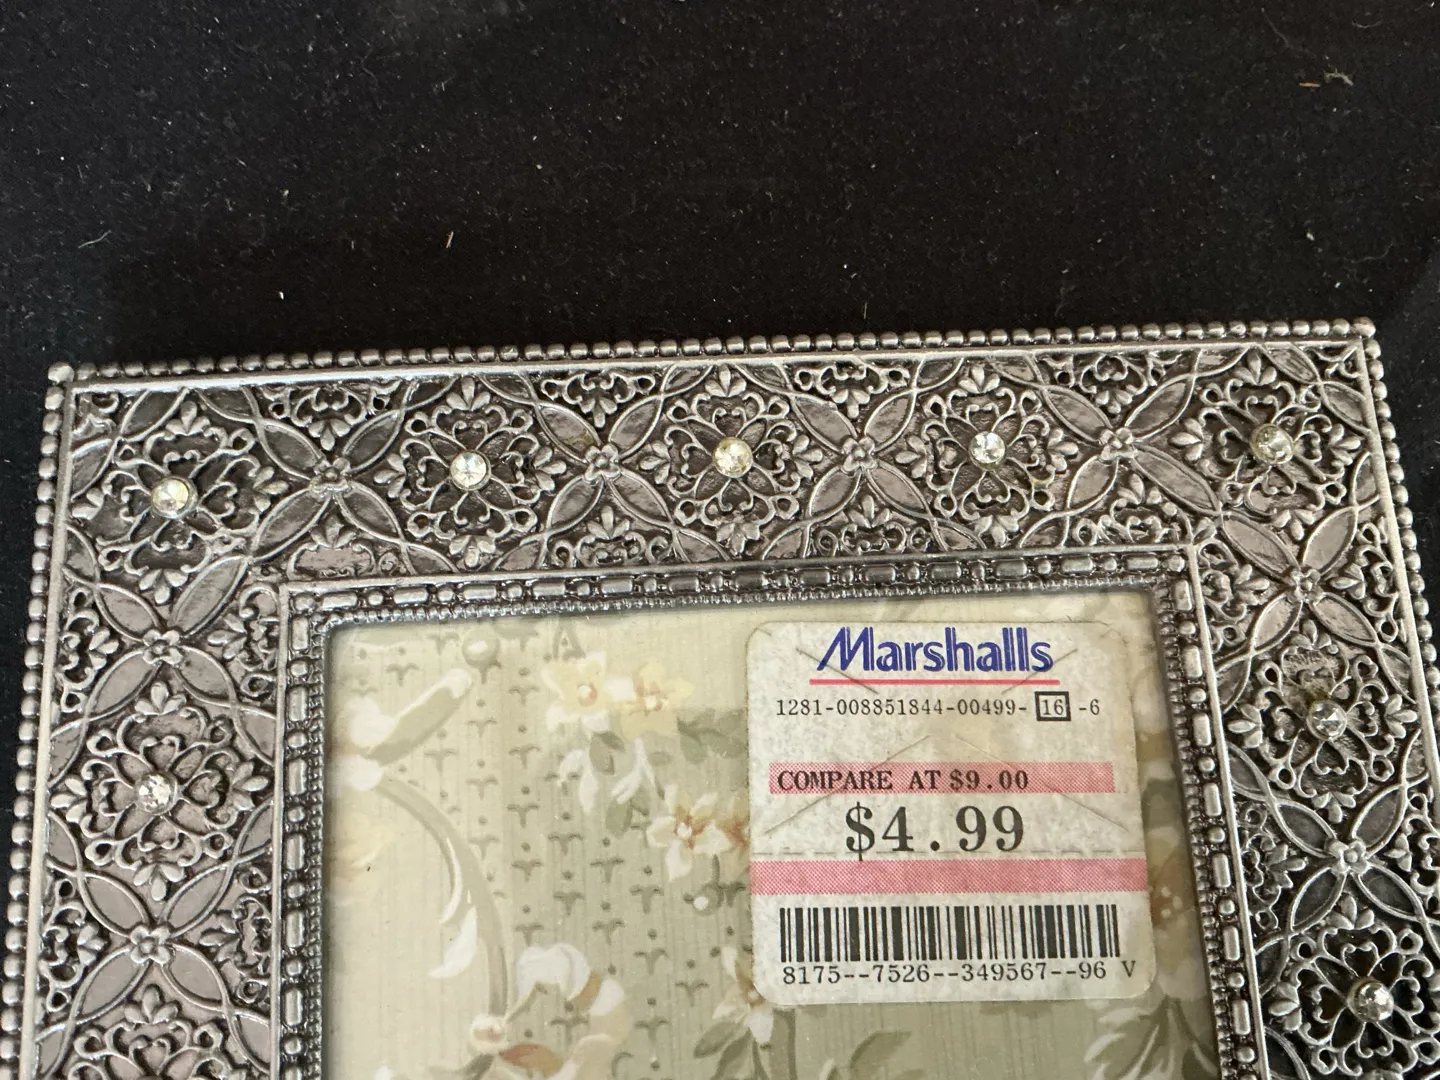 Marshalls
1281-008851844-00499- 16 -6
COMPARE AT $9.00
$4.99
8175--7526--349567--96 V